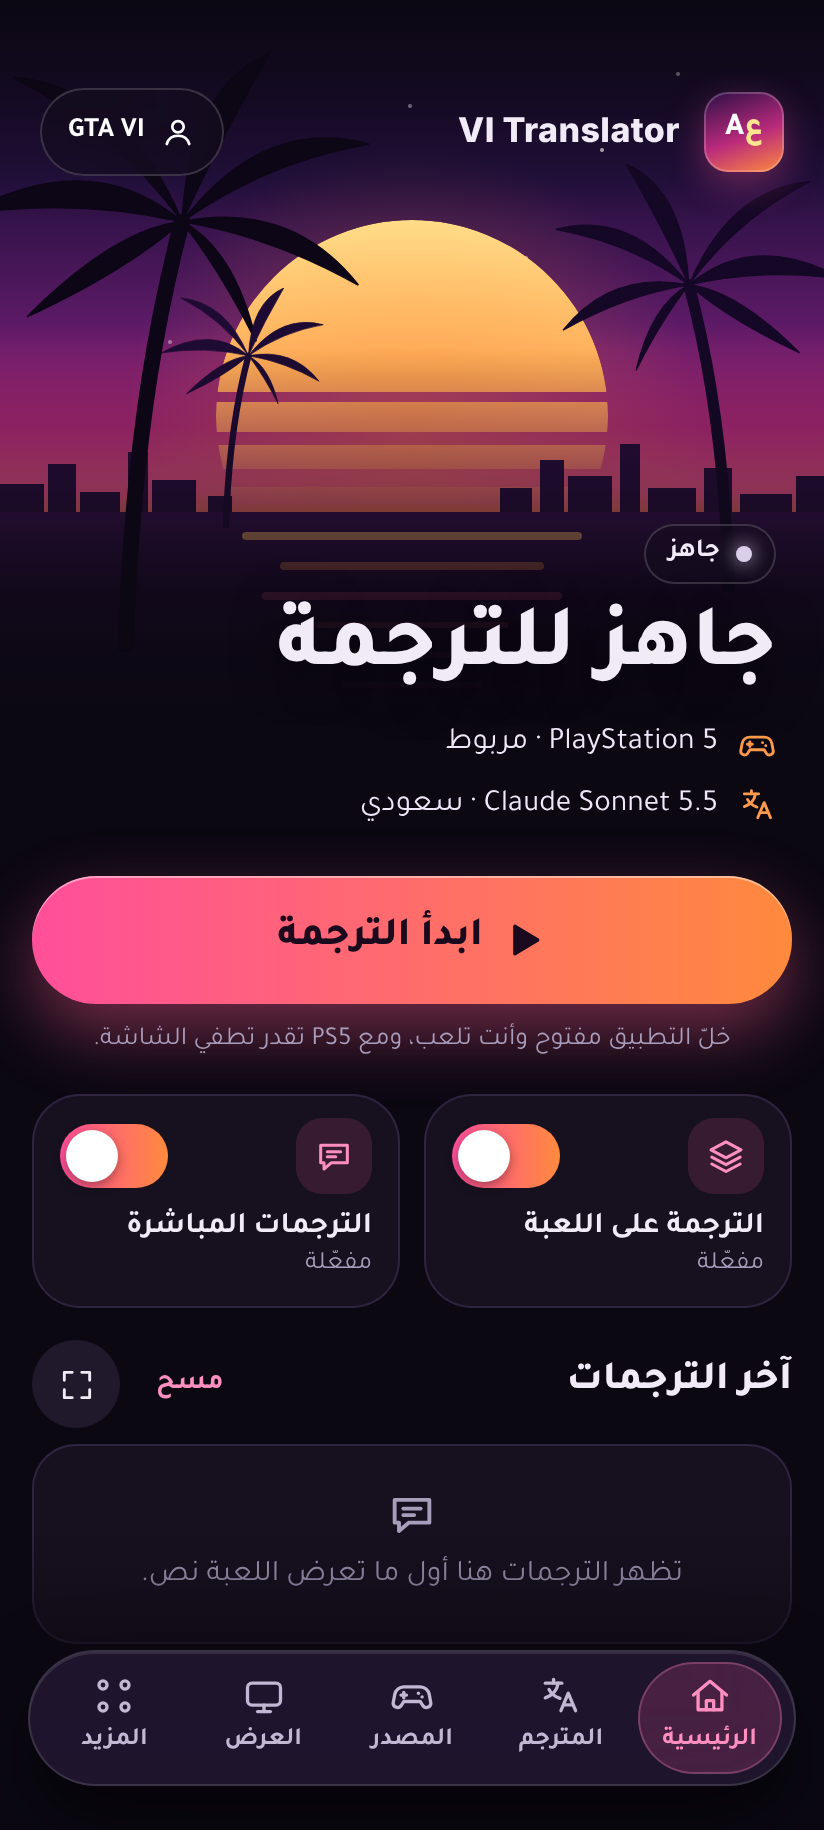 VI Translator
GTA VI
جاهز
جاهز للترجمة
PlayStation 5 · مربوط
Claude Sonnet 5.5 · سعودي
ابدأ الترجمة
خلّ التطبيق مفتوح وأنت تلعب، ومع PS5 تقدر تطفي الشاشة.
الترجمة على اللعبة
مفعّلة
الترجمات المباشرة
مفعّلة
آخر الترجمات
مسح
تظهر الترجمات هنا أول ما تعرض اللعبة نص.
الرئيسية
المترجم
المصدر
العرض
المزيد